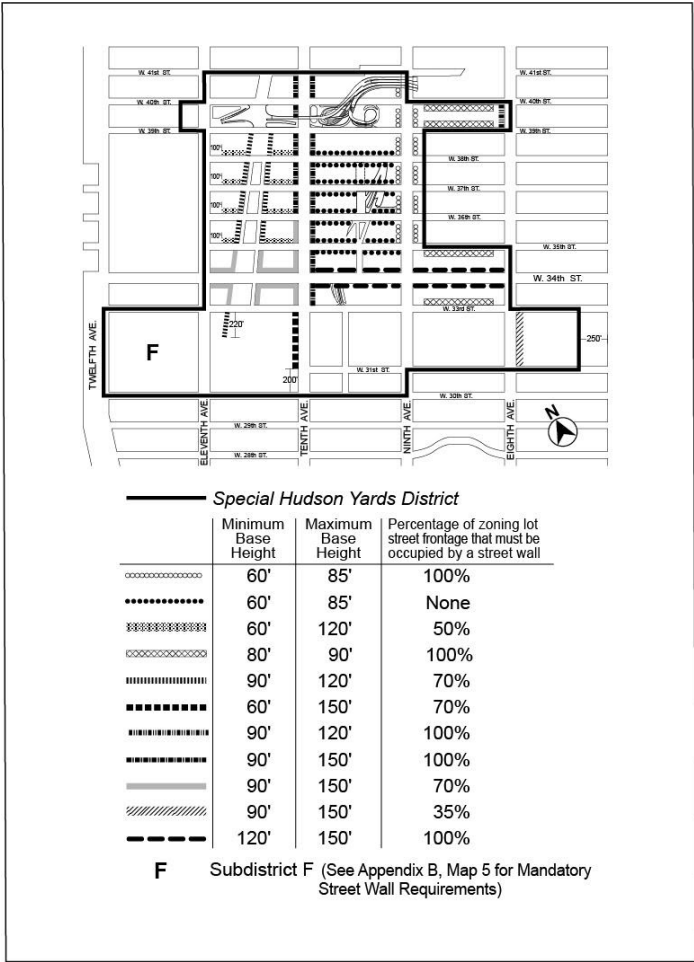 W. 41st ST. W. 41st ST.
W. 40th ST. W. 40th ST.
W. 39th ST. W. 39th ST.
100'
W. 38th ST.
100'
W. 37th ST.
100'
W. 36th ST.
100'
W. 35th ST.
W. 34th ST.
W. 33rd ST.
220'
250'
F
W. 31st ST.
200'
W. 30th ST.
TWELFTH AVE.
ELEVENTH AVE.
TENTH AVE.
NINTH AVE.
EIGHTH AVE.
N
W. 29th ST.
W. 28th ST.
Special Hudson Yards District
Minimum Maximum Percentage of zoning lot
Base Base street frontage that must be
Height Height occupied by a street wall
60' 85' 100%
60' 85' None
60' 120' 50%
80' 90' 100%
90' 120' 70%
60' 150' 70%
90' 120' 100%
90' 150' 100%
90' 150' 70%
90' 150' 35%
120' 150' 100%
F Subdistrict F (See Appendix B, Map 5 for Mandatory
Street Wall Requirements)